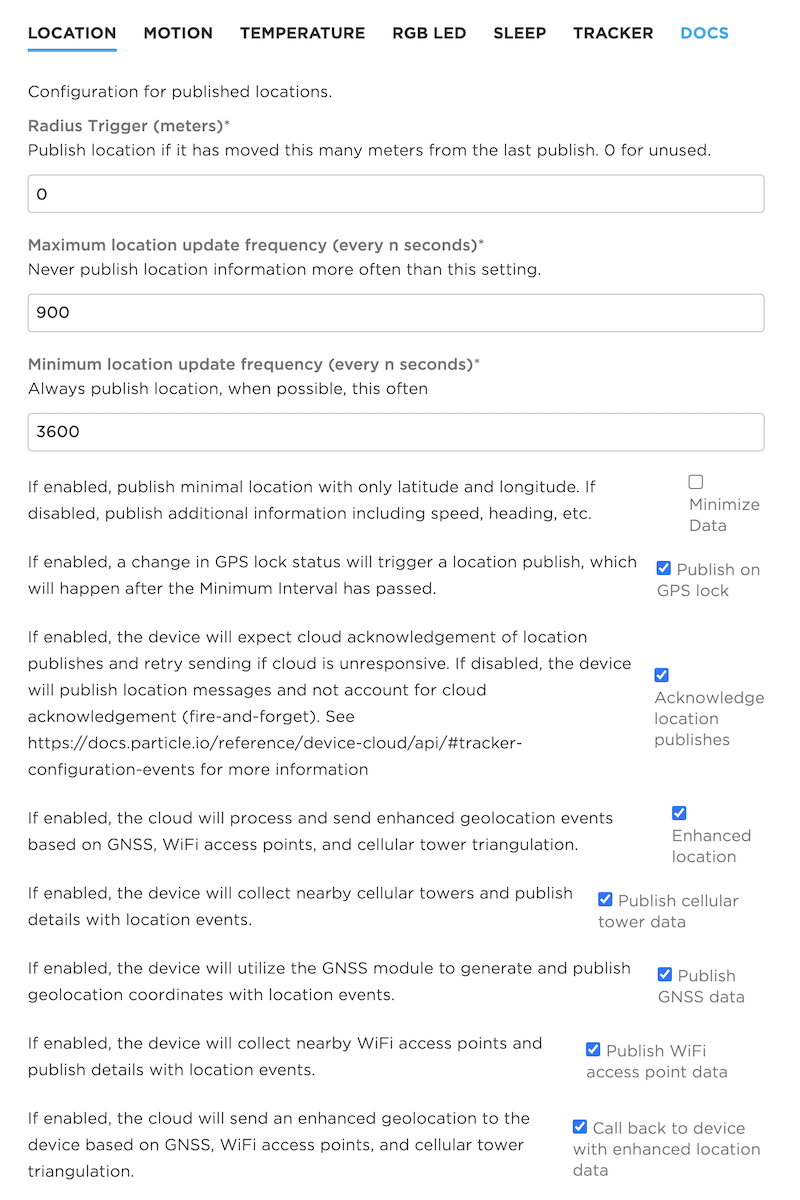 LOCATION MOTION TEMPERATURE RGB LED SLEEP TRACKER DOCS
Configuration for published locations.
Radius Trigger (meters)*
Publish location if it has moved this many meters from the last publish. 0 for unused.
0
Maximum location update frequency (every n seconds)*
Never publish location information more often than this setting.
900
Minimum location update frequency (every n seconds)*
Always publish location, when possible, this often
3600
If enabled, publish minimal location with only latitude and longitude. If
disabled, publish additional information including speed, heading, etc.
Minimize
Data
If enabled, a change in GPS lock status will trigger a location publish, which
will happen after the Minimum Interval has passed.
Publish on
GPS lock
If enabled, the device will expect cloud acknowledgement of location
publishes and retry sending if cloud is unresponsive. If disabled, the device
will publish location messages and not account for cloud
acknowledgement (fire-and-forget). See
https://docs.particle.io/reference/device-cloud/api/#tracker-
configuration-events for more information
Acknowledge
location
publishes
If enabled, the cloud will process and send enhanced geolocation events
based on GNSS, WiFi access points, and cellular tower triangulation.
Enhanced
location
If enabled, the device will collect nearby cellular towers and publish
details with location events.
Publish cellular
tower data
If enabled, the device will utilize the GNSS module to generate and publish
geolocation coordinates with location events.
Publish
GNSS data
If enabled, the device will collect nearby WiFi access points and
publish details with location events.
Publish WiFi
access point data
If enabled, the cloud will send an enhanced geolocation to the
device based on GNSS, WiFi access points, and cellular tower
triangulation.
Call back to device
with enhanced location
data